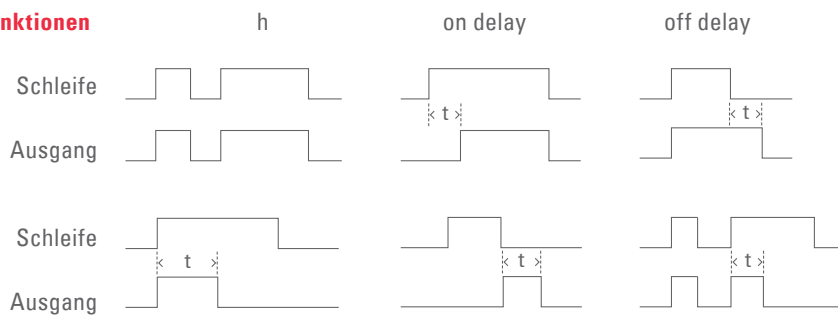 nktionen h on delay off delay
Schleife
t t
Ausgang
Schleife
t t t
Ausgang